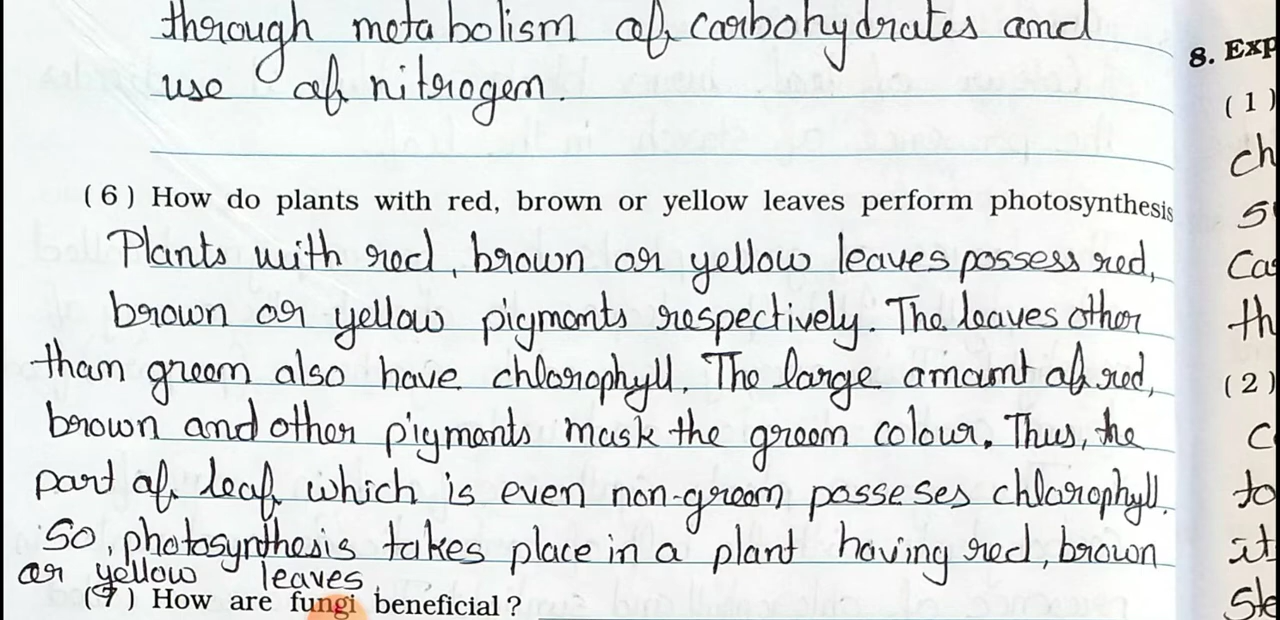 through metabolism of carbohydrates and
use of nitrogen.
(6) How do plants with red, brown or yellow leaves perform photosynthesis
Plants with red, brown or yellow leaves possess red,
brown or yellow pigments respectively. The leaves other
than green also have chlorophyll. The large amount of red,
brown and other pigments mask the green colour. Thus, the
part of leaf which is even non-green posseses chlorophyll.
So, photosynthesis takes place in a plant having red, brown
or yellow leaves
(7) How are fungi beneficial?
8. Exp
(1)
ch
(2)
to
it